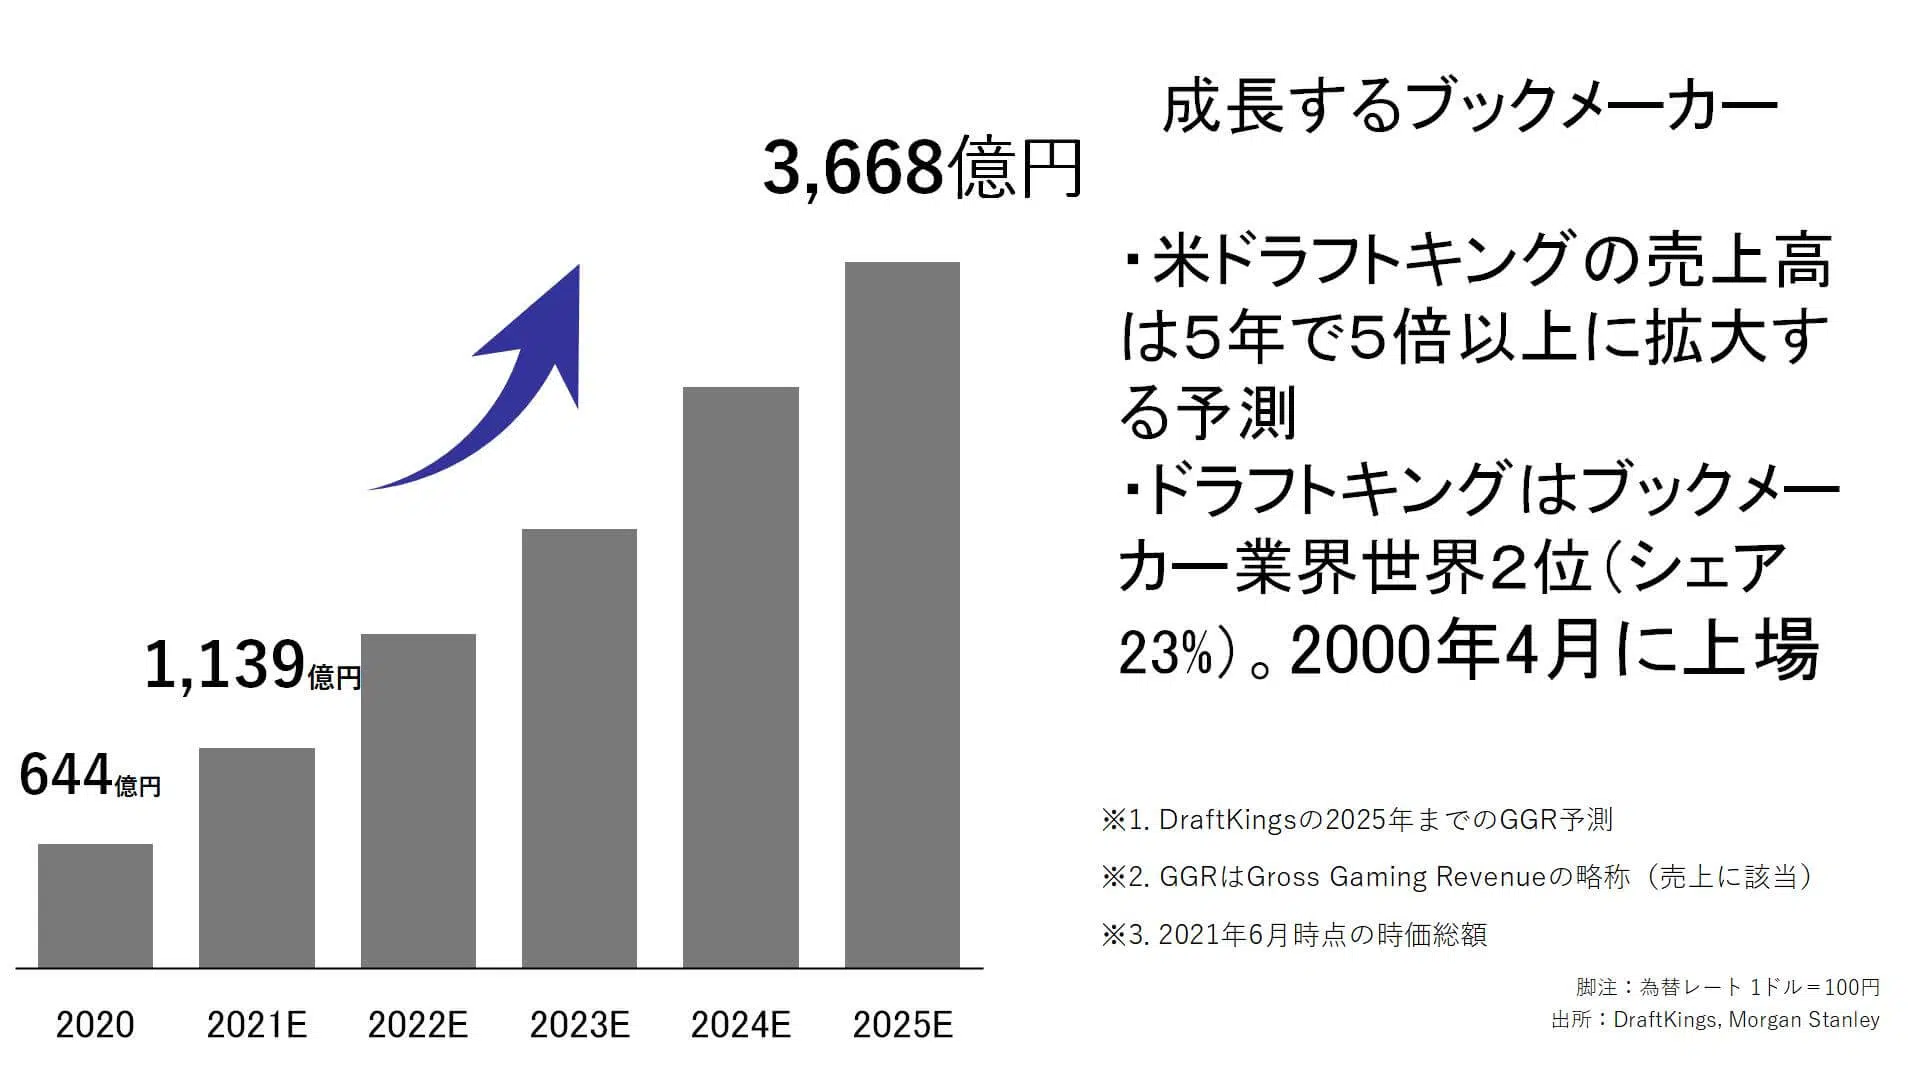 成長するブックメーカー
3,668億円
・米ドラフトキングの売上高
は５年で５倍以上に拡大す
る予測
・ドラフトキングはブックメー
カー業界世界２位（シェア
23%）。2000年4月に上場
1,139億円
644億円
2020 2021E 2022E 2023E 2024E 2025E
※1. DraftKingsの2025年までのGGR予測
※2. GGRはGross Gaming Revenueの略称（売上に該当）
※3. 2021年6月時点の時価総額
脚注：為替レート 1ドル＝100円
出所：DraftKings, Morgan Stanley